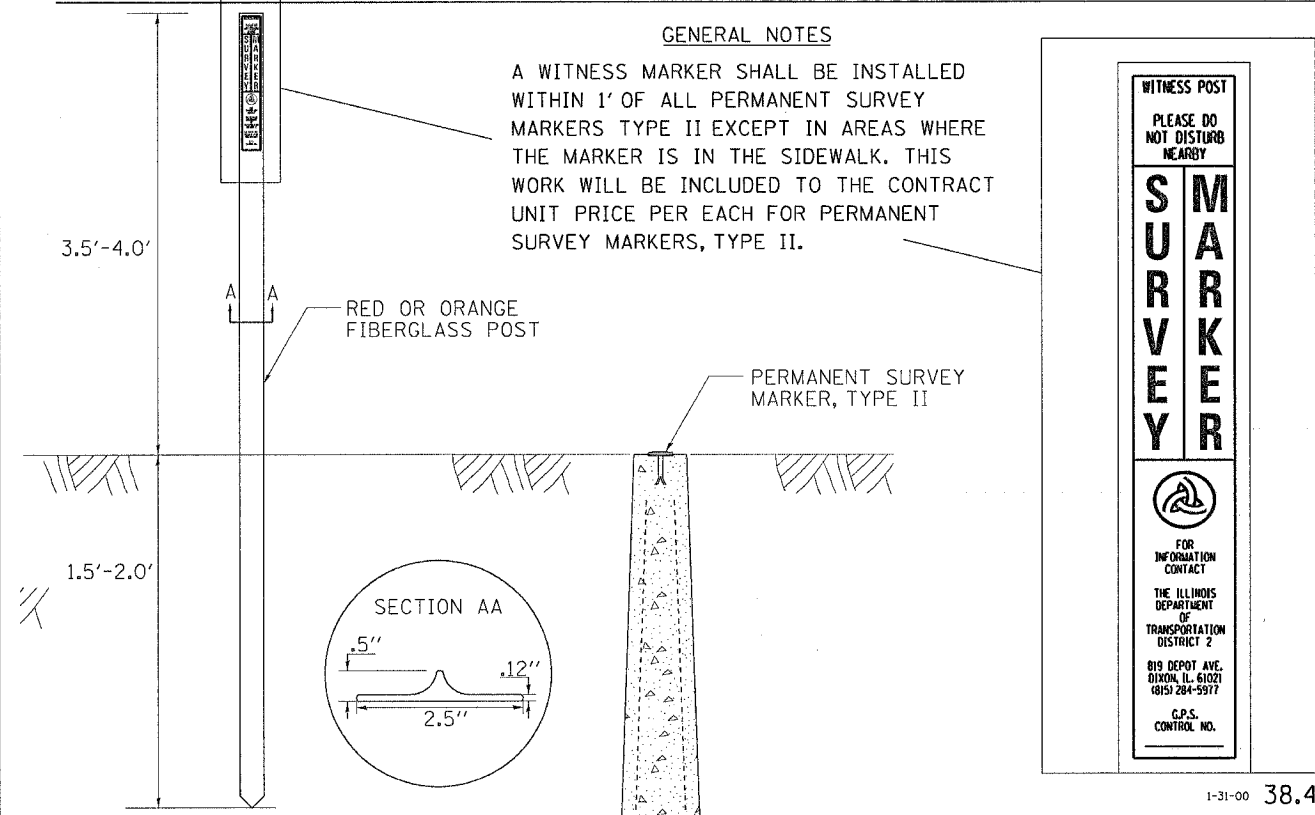 GENERAL NOTES
A WITNESS MARKER SHALL BE INSTALLED
WITHIN 1' OF ALL PERMANENT SURVEY
MARKERS TYPE II EXCEPT IN AREAS WHERE
THE MARKER IS IN THE SIDEWALK. THIS
WORK WILL BE INCLUDED TO THE CONTRACT
UNIT PRICE PER EACH FOR PERMANENT
SURVEY MARKERS, TYPE II.
SURVEY
MARKER
3.5'-4.0'
A A
RED OR ORANGE
FIBERGLASS POST
PERMANENT SURVEY
MARKER, TYPE II
1.5'-2.0'
SECTION AA
.5''
.12''
2.5''
WITNESS POST
PLEASE DO
NOT DISTURB
NEARBY
SURVEY
MARKER
FOR
INFORMATION
CONTACT
THE ILLINOIS
DEPARTMENT
OF
TRANSPORTATION
DISTRICT 2
819 DEPOT AVE.
DIXON, IL. 61021
(815) 284-5977
G.P.S.
CONTROL NO.
1-31-00 38.4